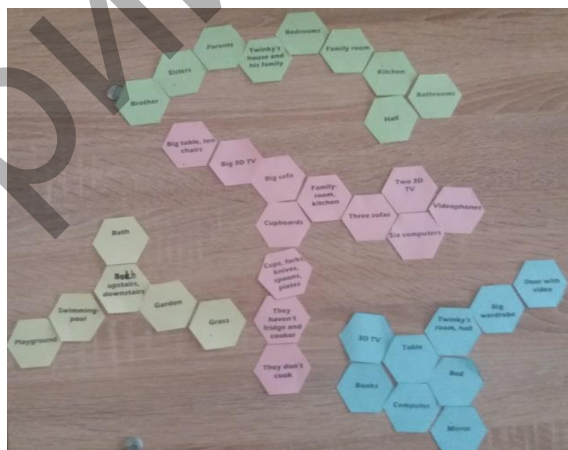 Brother
Sisters
Parents
Twinky's
house and
his family
Bedrooms
Family room
Kitchen
Bathrooms
Hall
Big table, ten
chairs
Big 3D TV
Big sofa
Family-
room,
kitchen
Three sofas
Two 3D
TV
Videophones
Six computers
Cupboards
Cups, forks,
knives,
spoons,
plates
They
haven't
fridge and
cooker
They don't
cook
Bath
upstairs,
downstairs
Garden
Grass
Swimming-
pool
Playground
Door with
video
Big
wardrobe
Twinky's
room, hall
Table
3D TV
Books
Computer
Bed
Mirror